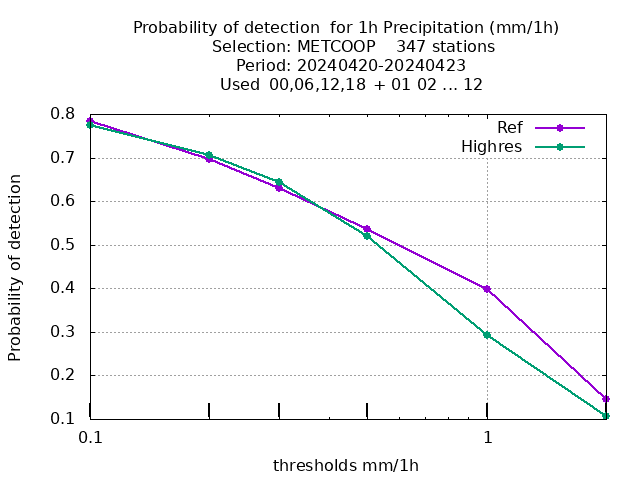 Probability of detection  for 1h Precipitation (mm/1h)
Selection: METCOOP    347 stations
Period: 20240420-20240423
Used 00,06,12,18 + 01 02 ... 12
Ref
Highres
0.8
0.7
0.6
0.5
0.4
0.3
0.2
0.1
Probability of detection
0.1
1
thresholds mm/1h